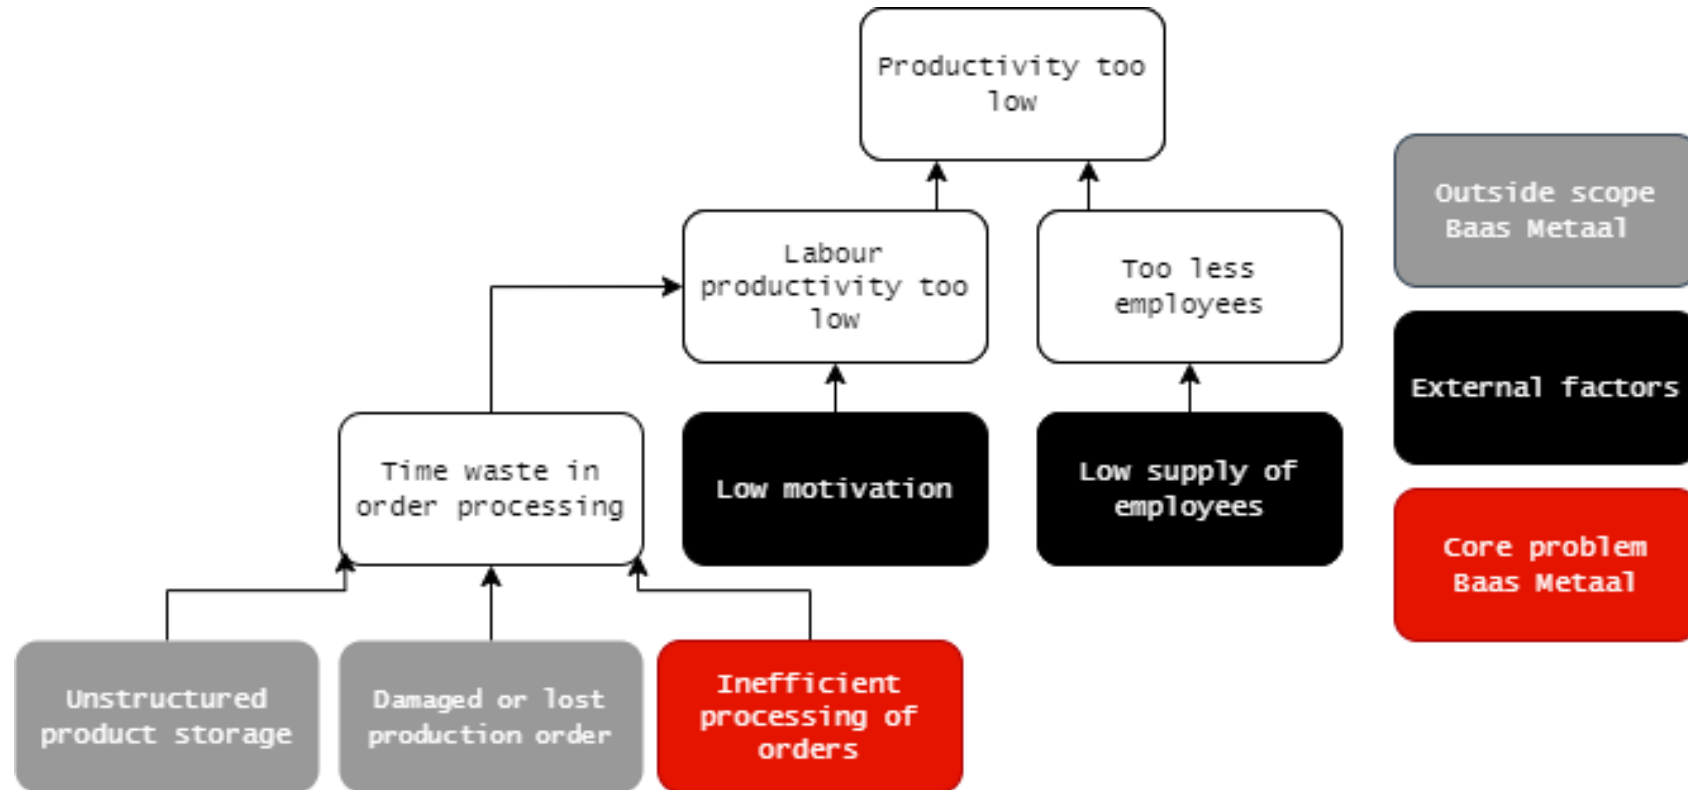 Productivity too
low
Labour
productivity too
low
Too less
employees
Time waste in
order processing
Low motivation
Low supply of
employees
Unstructured
product storage
Damaged or lost
production order
Inefficient
processing of
orders
Outside scope
Baas Metaal
External factors
Core problem
Baas Metaal